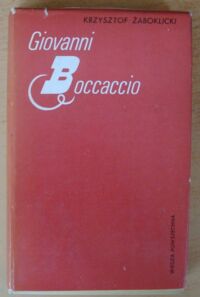 KRZYSZTOF ŻABOKLICKI
Giovanni
Boccaccio
WIEDZA POWSZECHNA